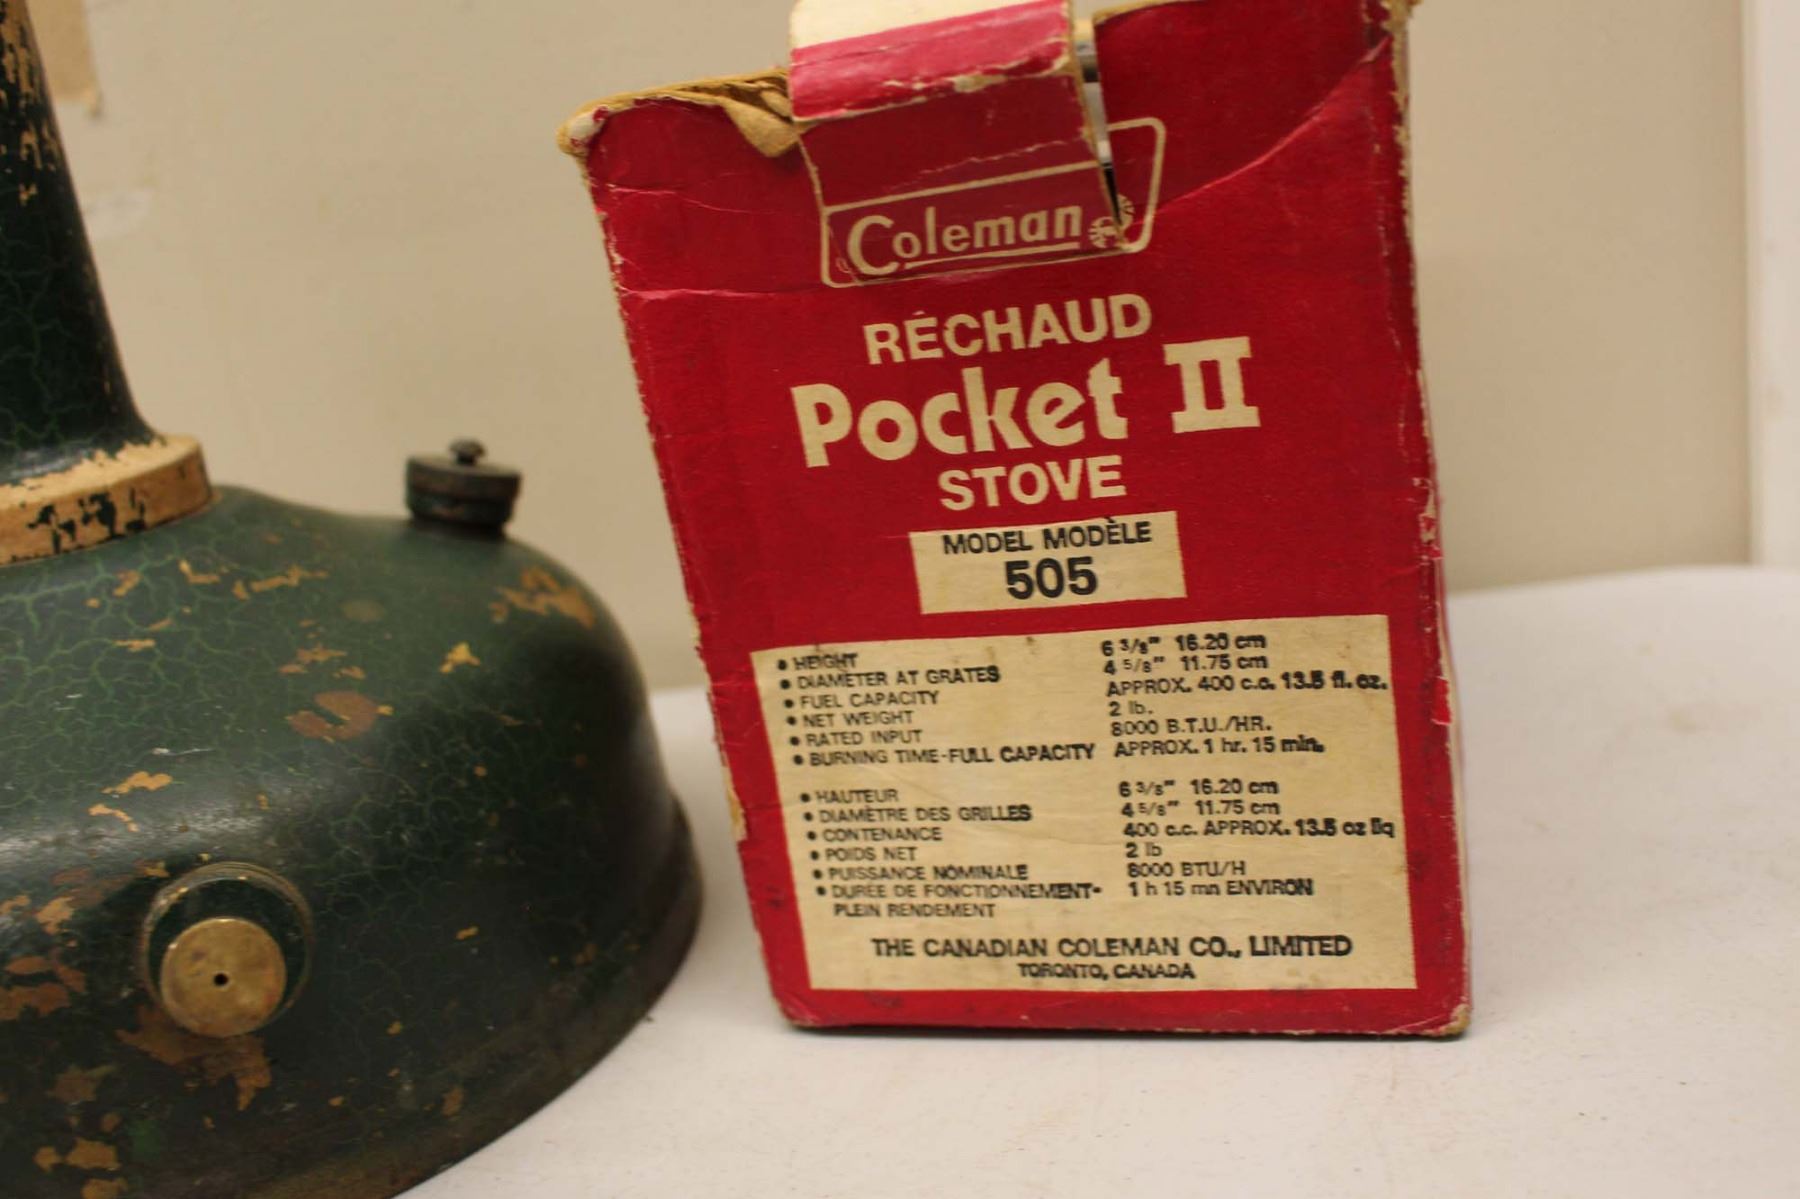 Coleman
RÉCHAUD
Pocket II
STOVE
MODEL MODÈLE
505
• HEIGHT 6 3/8" 16.20 cm
• DIAMETER AT GRATES 4 5/8" 11.75 cm
• FUEL CAPACITY APPROX. 400 c.c. 13.5 fl. oz.
• NET WEIGHT 2 lb.
• RATED INPUT 8000 B.T.U./HR.
• BURNING TIME-FULL CAPACITY APPROX. 1 hr. 15 min.
• HAUTEUR 6 3/8" 16.20 cm
• DIAMÈTRE DES GRILLES 4 5/8" 11.75 cm
• CONTENANCE 400 c.c. APPROX. 13.5 oz liq
• POIDS NET 2 lb
• PUISSANCE NOMINALE 8000 BTU/H
• DURÉE DE FONCTIONNEMENT- 1 h 15 mn ENVIRON
PLEIN RENDEMENT
THE CANADIAN COLEMAN CO., LIMITED
TORONTO, CANADA